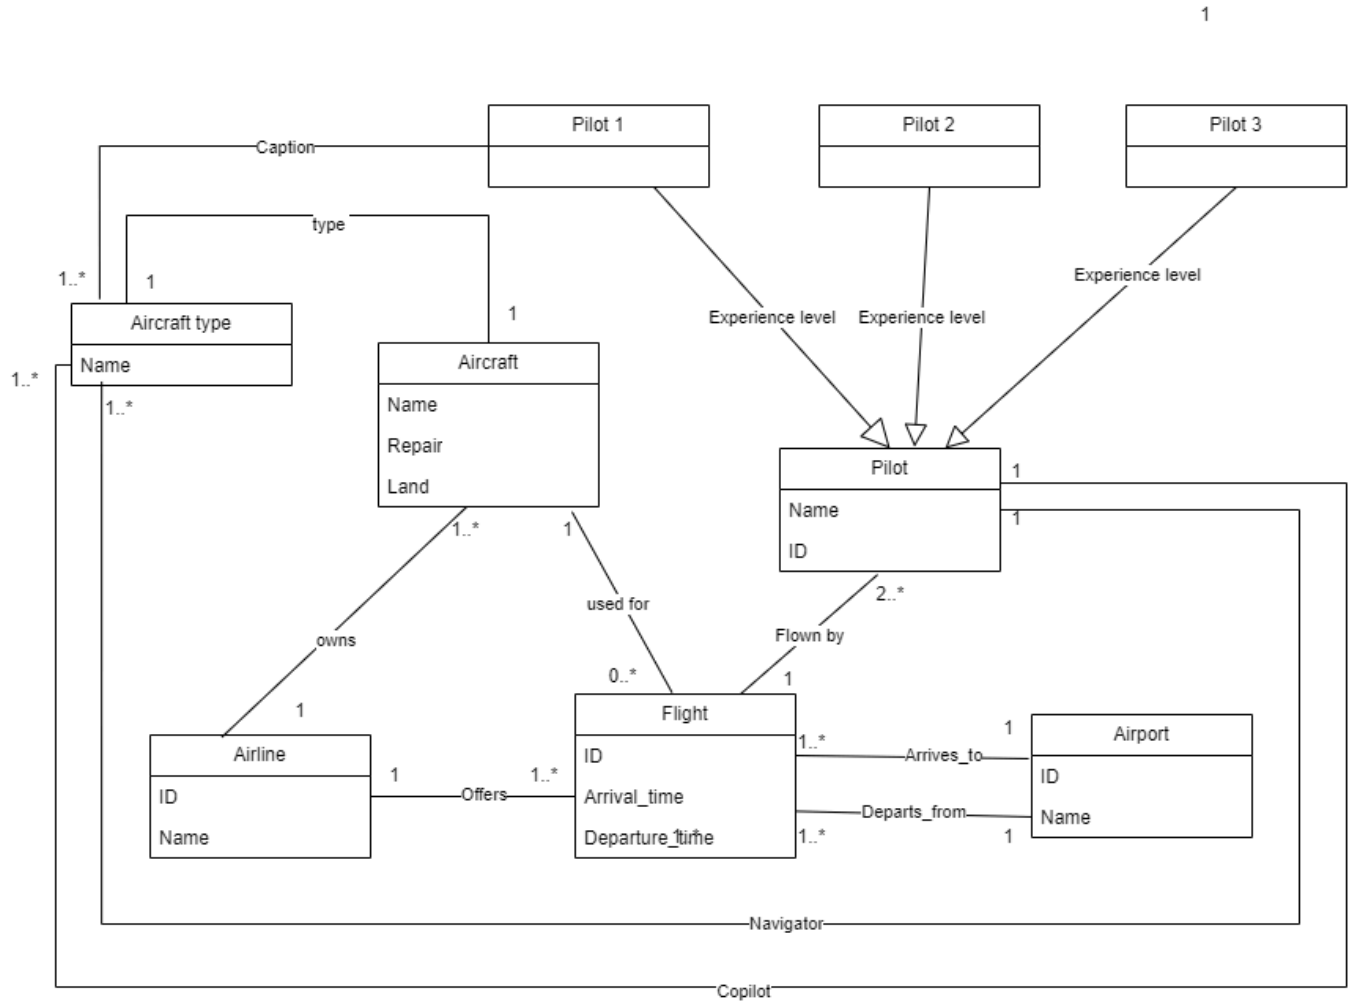 1
Pilot 1
Pilot 2
Pilot 3
Caption
type
Experience level
1..*
1
Experience level
Experience level
1
Aircraft type
Name
Aircraft
Name
Repair
Land
1..*
1..*
Pilot
Name
ID
1
1
1..*
1
2..*
used for
Flown by
owns
0..*
1
1
Flight
ID
Arrival_time
Departure_time
1..*
Arrives_to
1
Airport
ID
Name
Airline
ID
Name
1
Offers
1..*
Departs_from
1..*
1
Navigator
Copilot